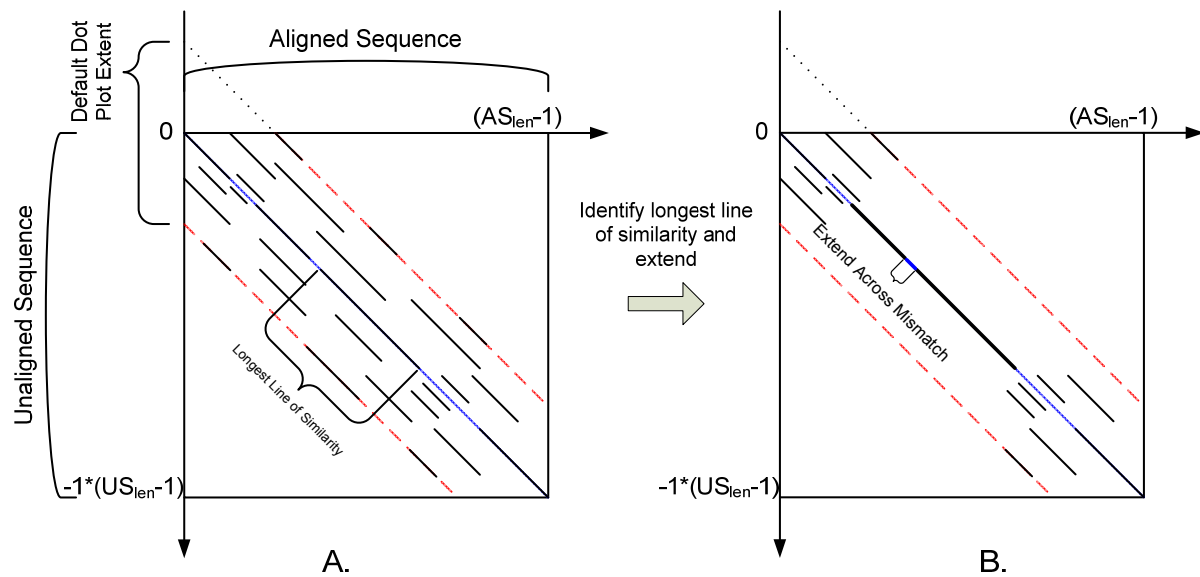 Default Dot
Plot Extent
Aligned Sequence
0
(ASlen-1)
Unaligned Sequence
Longest Line of Similarity
-1*(USlen-1)
A.
Identify longest line
of similarity and
extend
0
(ASlen-1)
Extend Across Mismatch
-1*(USlen-1)
B.